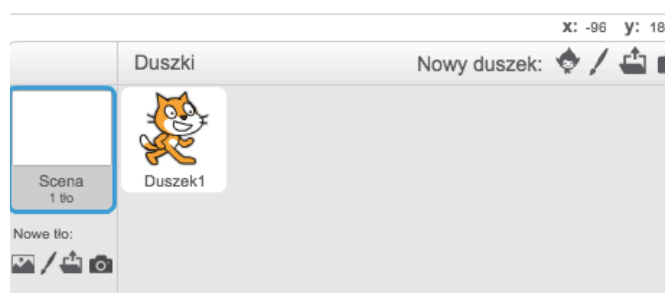 x: -96 y: 18
Duszki
Nowy duszek:
Scena
1 tło
Duszek1
Nowe tło: